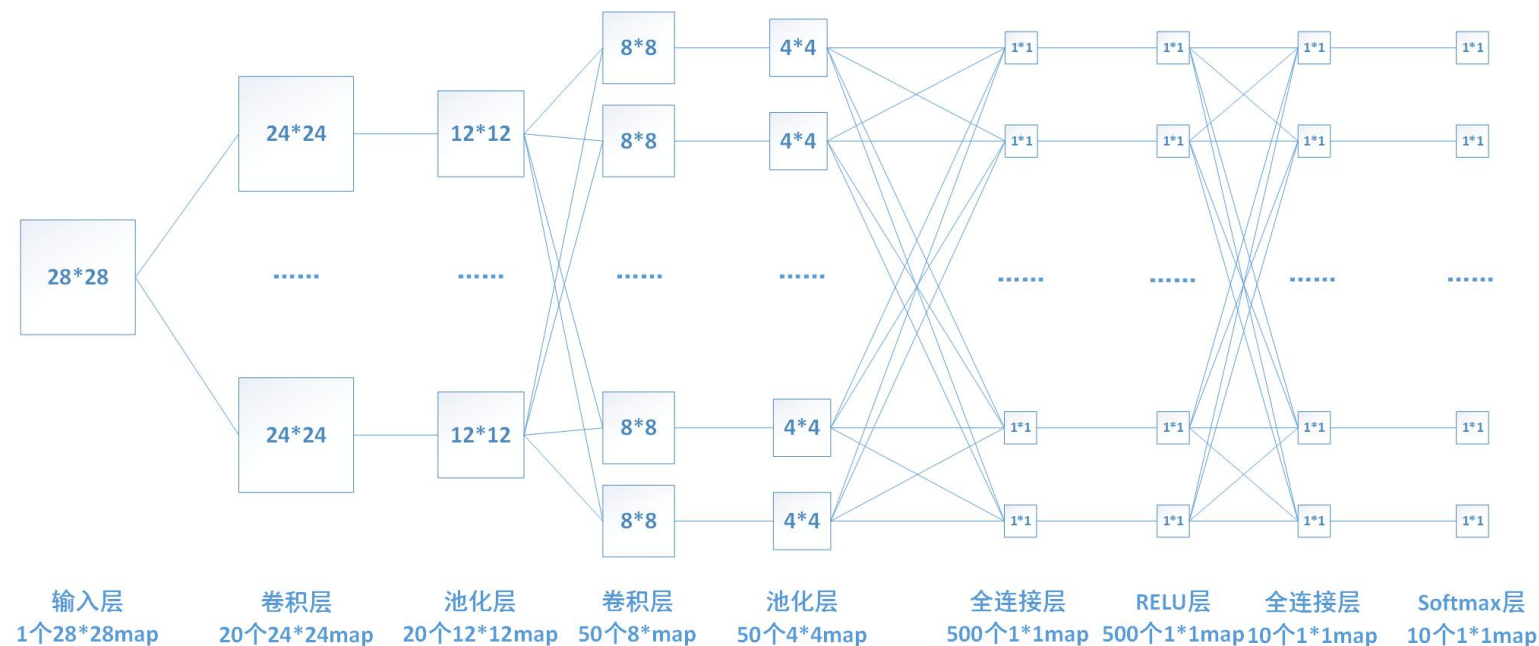 8*8
4*4
1*1
1*1
1*1
1*1
24*24
12*12
8*8
4*4
1*1
1*1
1*1
1*1
28*28
......
......
......
......
......
......
......
......
24*24
12*12
8*8
4*4
1*1
1*1
1*1
1*1
8*8
4*4
1*1
1*1
1*1
1*1
输入层
1个28*28map
卷积层
20个24*24map
池化层
20个12*12map
卷积层
50个8*map
池化层
50个4*4map
全连接层
500个1*1map
RELU层
500个1*1map
全连接层
10个1*1map
Softmax层
10个1*1map